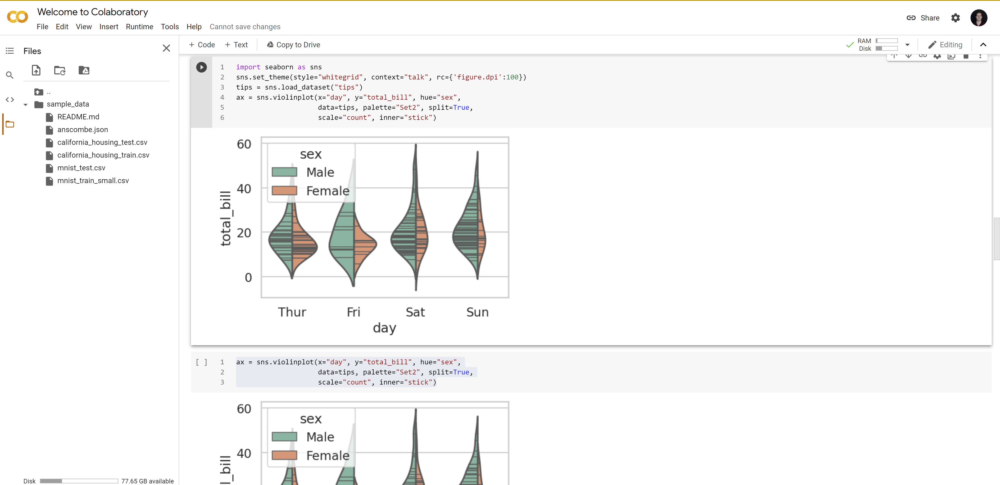 Welcome to Colaboratory
File Edit View Insert Runtime Tools Help Cannot save changes
Share
Files
+ Code + Text Copy to Drive
RAM
Disk
Editing
..
sample_data
README.md
anscombe.json
california_housing_test.csv
california_housing_train.csv
mnist_test.csv
mnist_train_small.csv
Disk 77.65 GB available
1 import seaborn as sns
2 sns.set_theme(style="whitegrid", context="talk", rc={'figure.dpi':100})
3 tips = sns.load_dataset("tips")
4 ax = sns.violinplot(x="day", y="total_bill", hue="sex",
5 data=tips, palette="Set2", split=True,
6 scale="count", inner="stick")
60
40
20
0
total_bill
sex
Male
Female
Thur Fri Sat Sun
day
[ ] 1 ax = sns.violinplot(x="day", y="total_bill", hue="sex",
2 data=tips, palette="Set2", split=True,
3 scale="count", inner="stick")
60
40
l_bill
sex
Male
Female